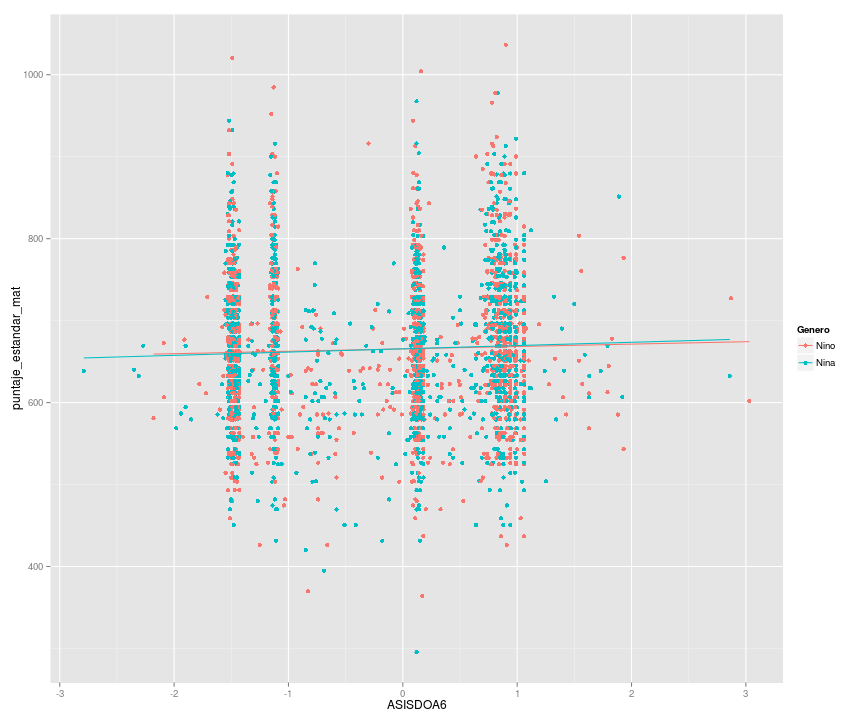 1000
800
600
400
puntaje_estandar_mat
-3 -2 -1 0 1 2 3
ASISDOA6
Genero
Nino
Nina